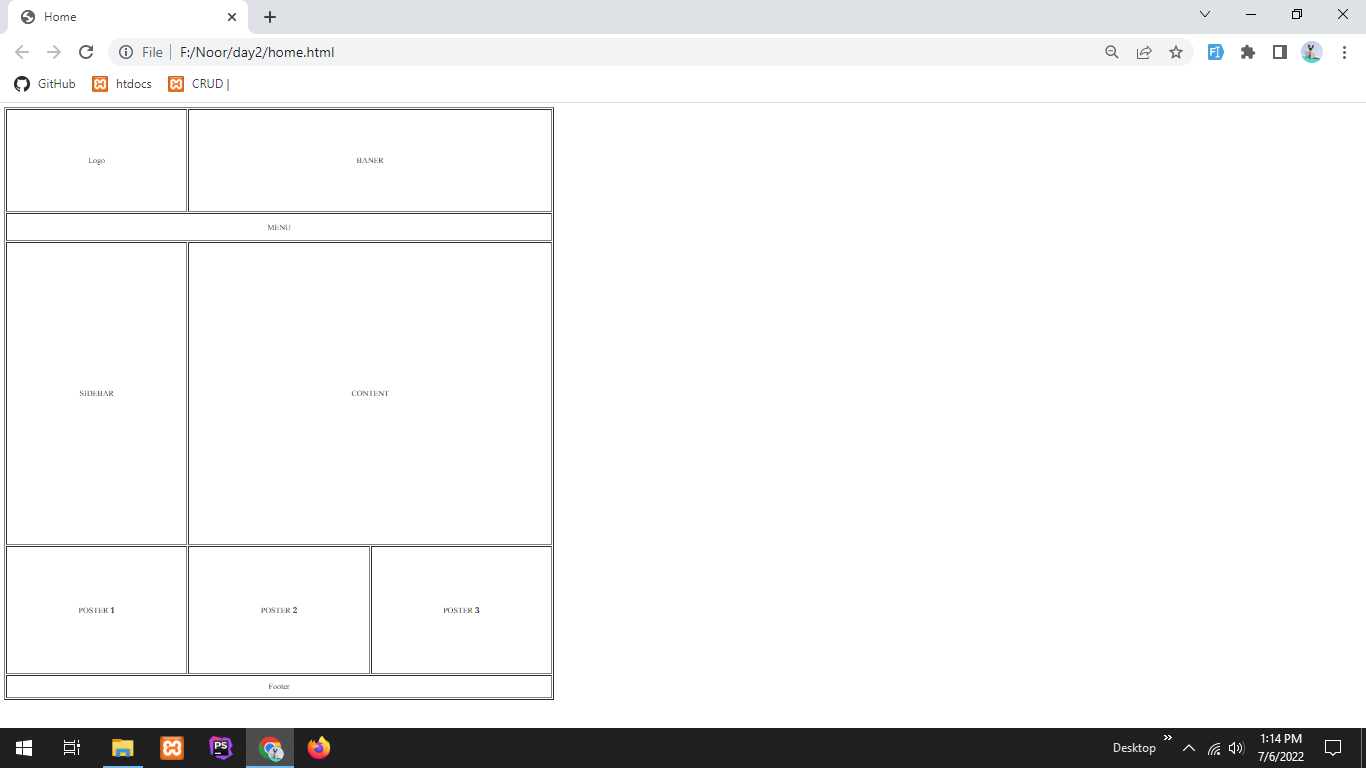 Home
File F:/Noor/day2/home.html
GitHub htdocs CRUD |
Logo BANER
MENU
SIDEBAR CONTENT
POSTER 1 POSTER 2 POSTER 3
Footer
PS
Desktop
1:14 PM
7/6/2022